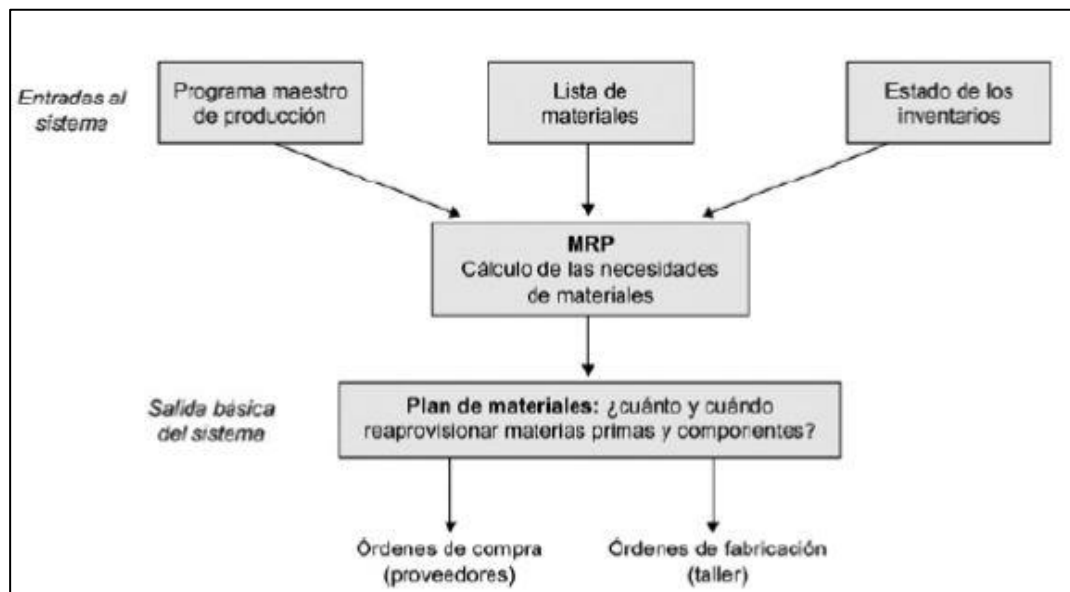 Entradas al
sistema
Programa maestro
de producción
Lista de
materiales
Estado de los
inventarios
MRP
Cálculo de las necesidades
de materiales
Salida básica
del sistema
Plan de materiales: ¿cuánto y cuándo
reaprovisionar materias primas y componentes?
Órdenes de compra
(proveedores)
Órdenes de fabricación
(taller)